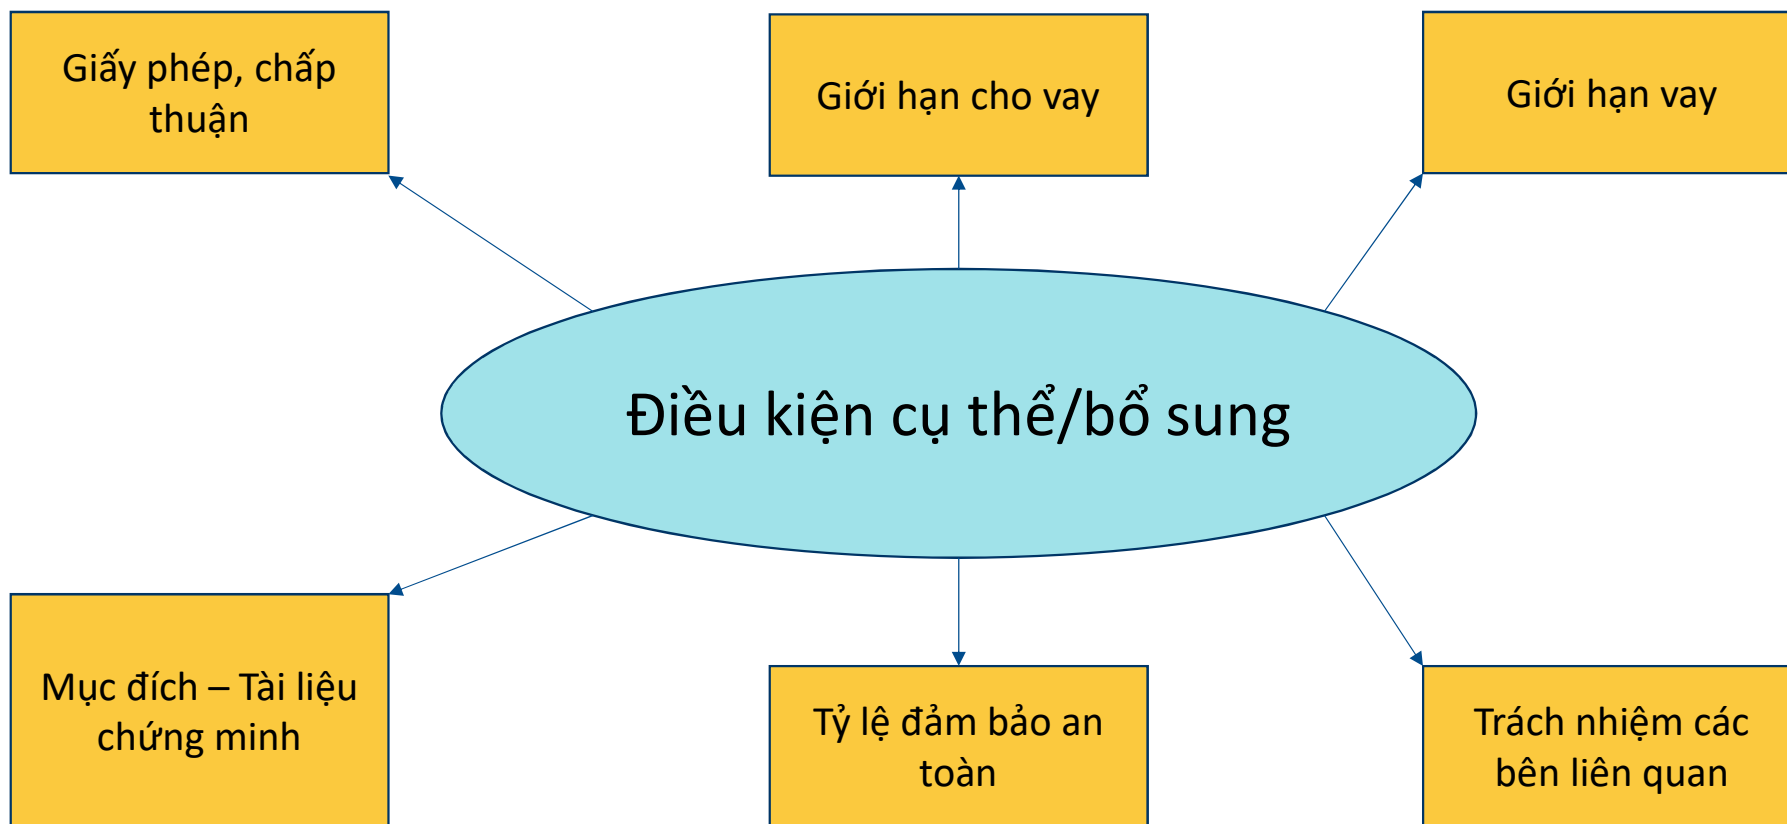 Giấy phép, chấp
thuận
Giới hạn cho vay
Giới hạn vay
Điều kiện cụ thể/bổ sung
Mục đích – Tài liệu
chứng minh
Tỷ lệ đảm bảo an
toàn
Trách nhiệm các
bên liên quan